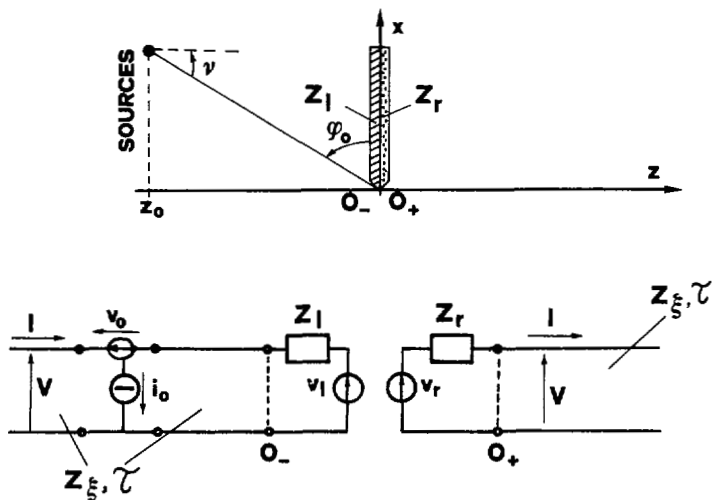 x
SOURCES
ν
Z_l
Z_r
φ_o
z_o
O_-
O_+
z
I
v_o
Z_l
Z_r
I
Z_ξ, τ
V
i_o
v_l
v_r
V
Z_ξ, τ
O_-
O_+